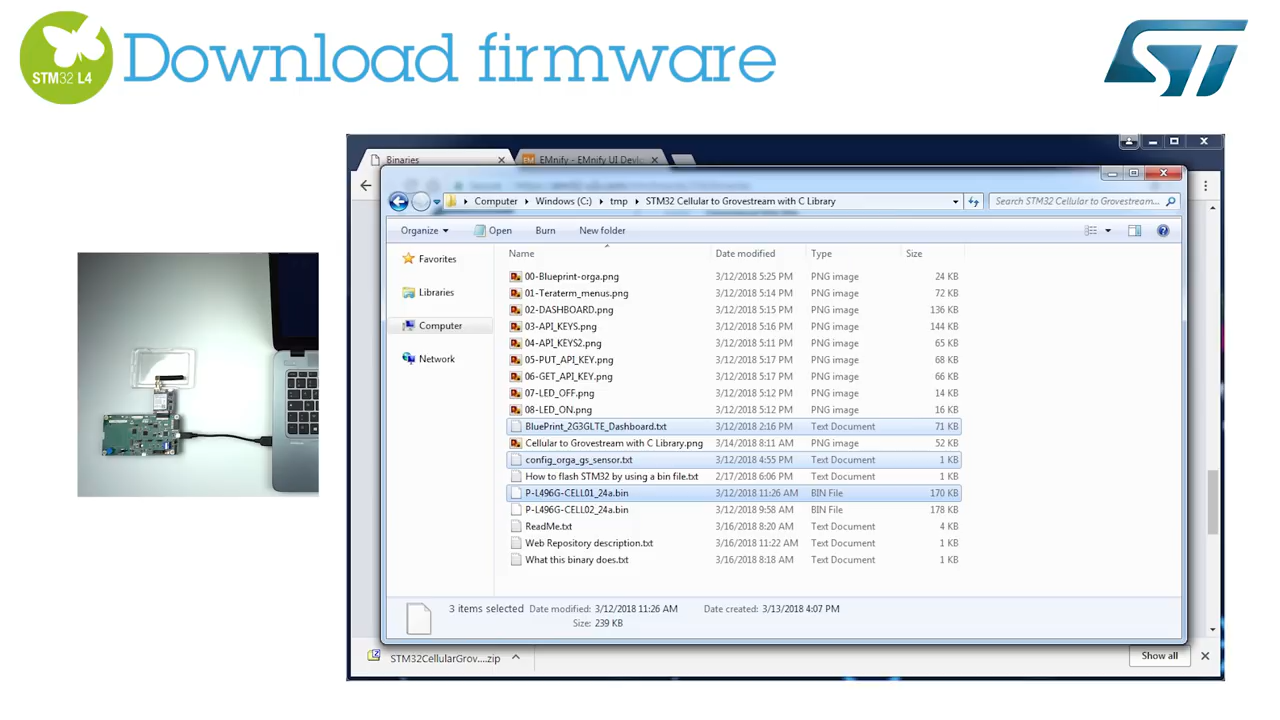 STM32 L4
Download firmware
ST
Binaries
EMnify - EMnify UI Devic
Computer Windows (C:) tmp STM32 Cellular to Grovestream with C Library
Search STM32 Cellular to Grovestream...
Organize Open Burn New folder
Name Date modified Type Size
Favorites
Libraries
Computer
Network
00-Blueprint-orga.png 3/12/2018 5:25 PM PNG image 24 KB
01-Teraterm_menus.png 3/12/2018 5:14 PM PNG image 72 KB
02-DASHBOARD.png 3/12/2018 5:15 PM PNG image 136 KB
03-API_KEYS.png 3/12/2018 5:16 PM PNG image 144 KB
04-API_KEYS2.png 3/12/2018 5:11 PM PNG image 65 KB
05-PUT_API_KEY.png 3/12/2018 5:17 PM PNG image 68 KB
06-GET_API_KEY.png 3/12/2018 5:17 PM PNG image 66 KB
07-LED_OFF.png 3/12/2018 5:12 PM PNG image 14 KB
08-LED_ON.png 3/12/2018 5:12 PM PNG image 16 KB
BluePrint_2G3GLTE_Dashboard.txt 3/12/2018 2:16 PM Text Document 71 KB
Cellular to Grovestream with C Library.png 3/14/2018 8:11 AM PNG image 52 KB
config_orga_gs_sensor.txt 3/12/2018 4:55 PM Text Document 1 KB
How to flash STM32 by using a bin file.txt 2/17/2018 6:06 PM Text Document 1 KB
P-L496G-CELL01_24a.bin 3/12/2018 11:26 AM BIN File 170 KB
P-L496G-CELL02_24a.bin 3/12/2018 9:58 AM BIN File 178 KB
ReadMe.txt 3/16/2018 8:20 AM Text Document 4 KB
Web Repository description.txt 3/16/2018 11:22 AM Text Document 1 KB
What this binary does.txt 3/16/2018 8:18 AM Text Document 1 KB
3 items selected Date modified: 3/12/2018 11:26 AM Date created: 3/13/2018 4:07 PM
Size: 239 KB
STM32CellularGrov....zip
Show all